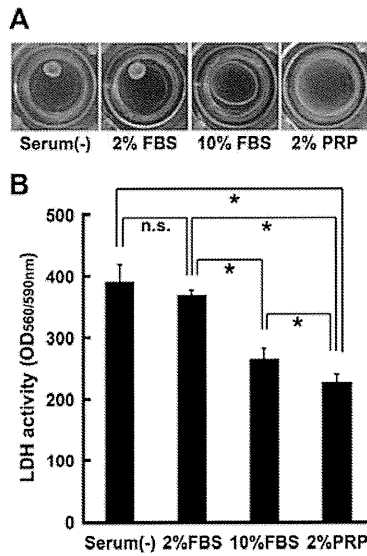 A
Serum(-) 2% FBS 10% FBS 2% PRP
B
*
n.s. *
*
*
LDH activity (OD560/590nm)
500
400
300
200
100
0
Serum(-) 2%FBS 10%FBS 2%PRP